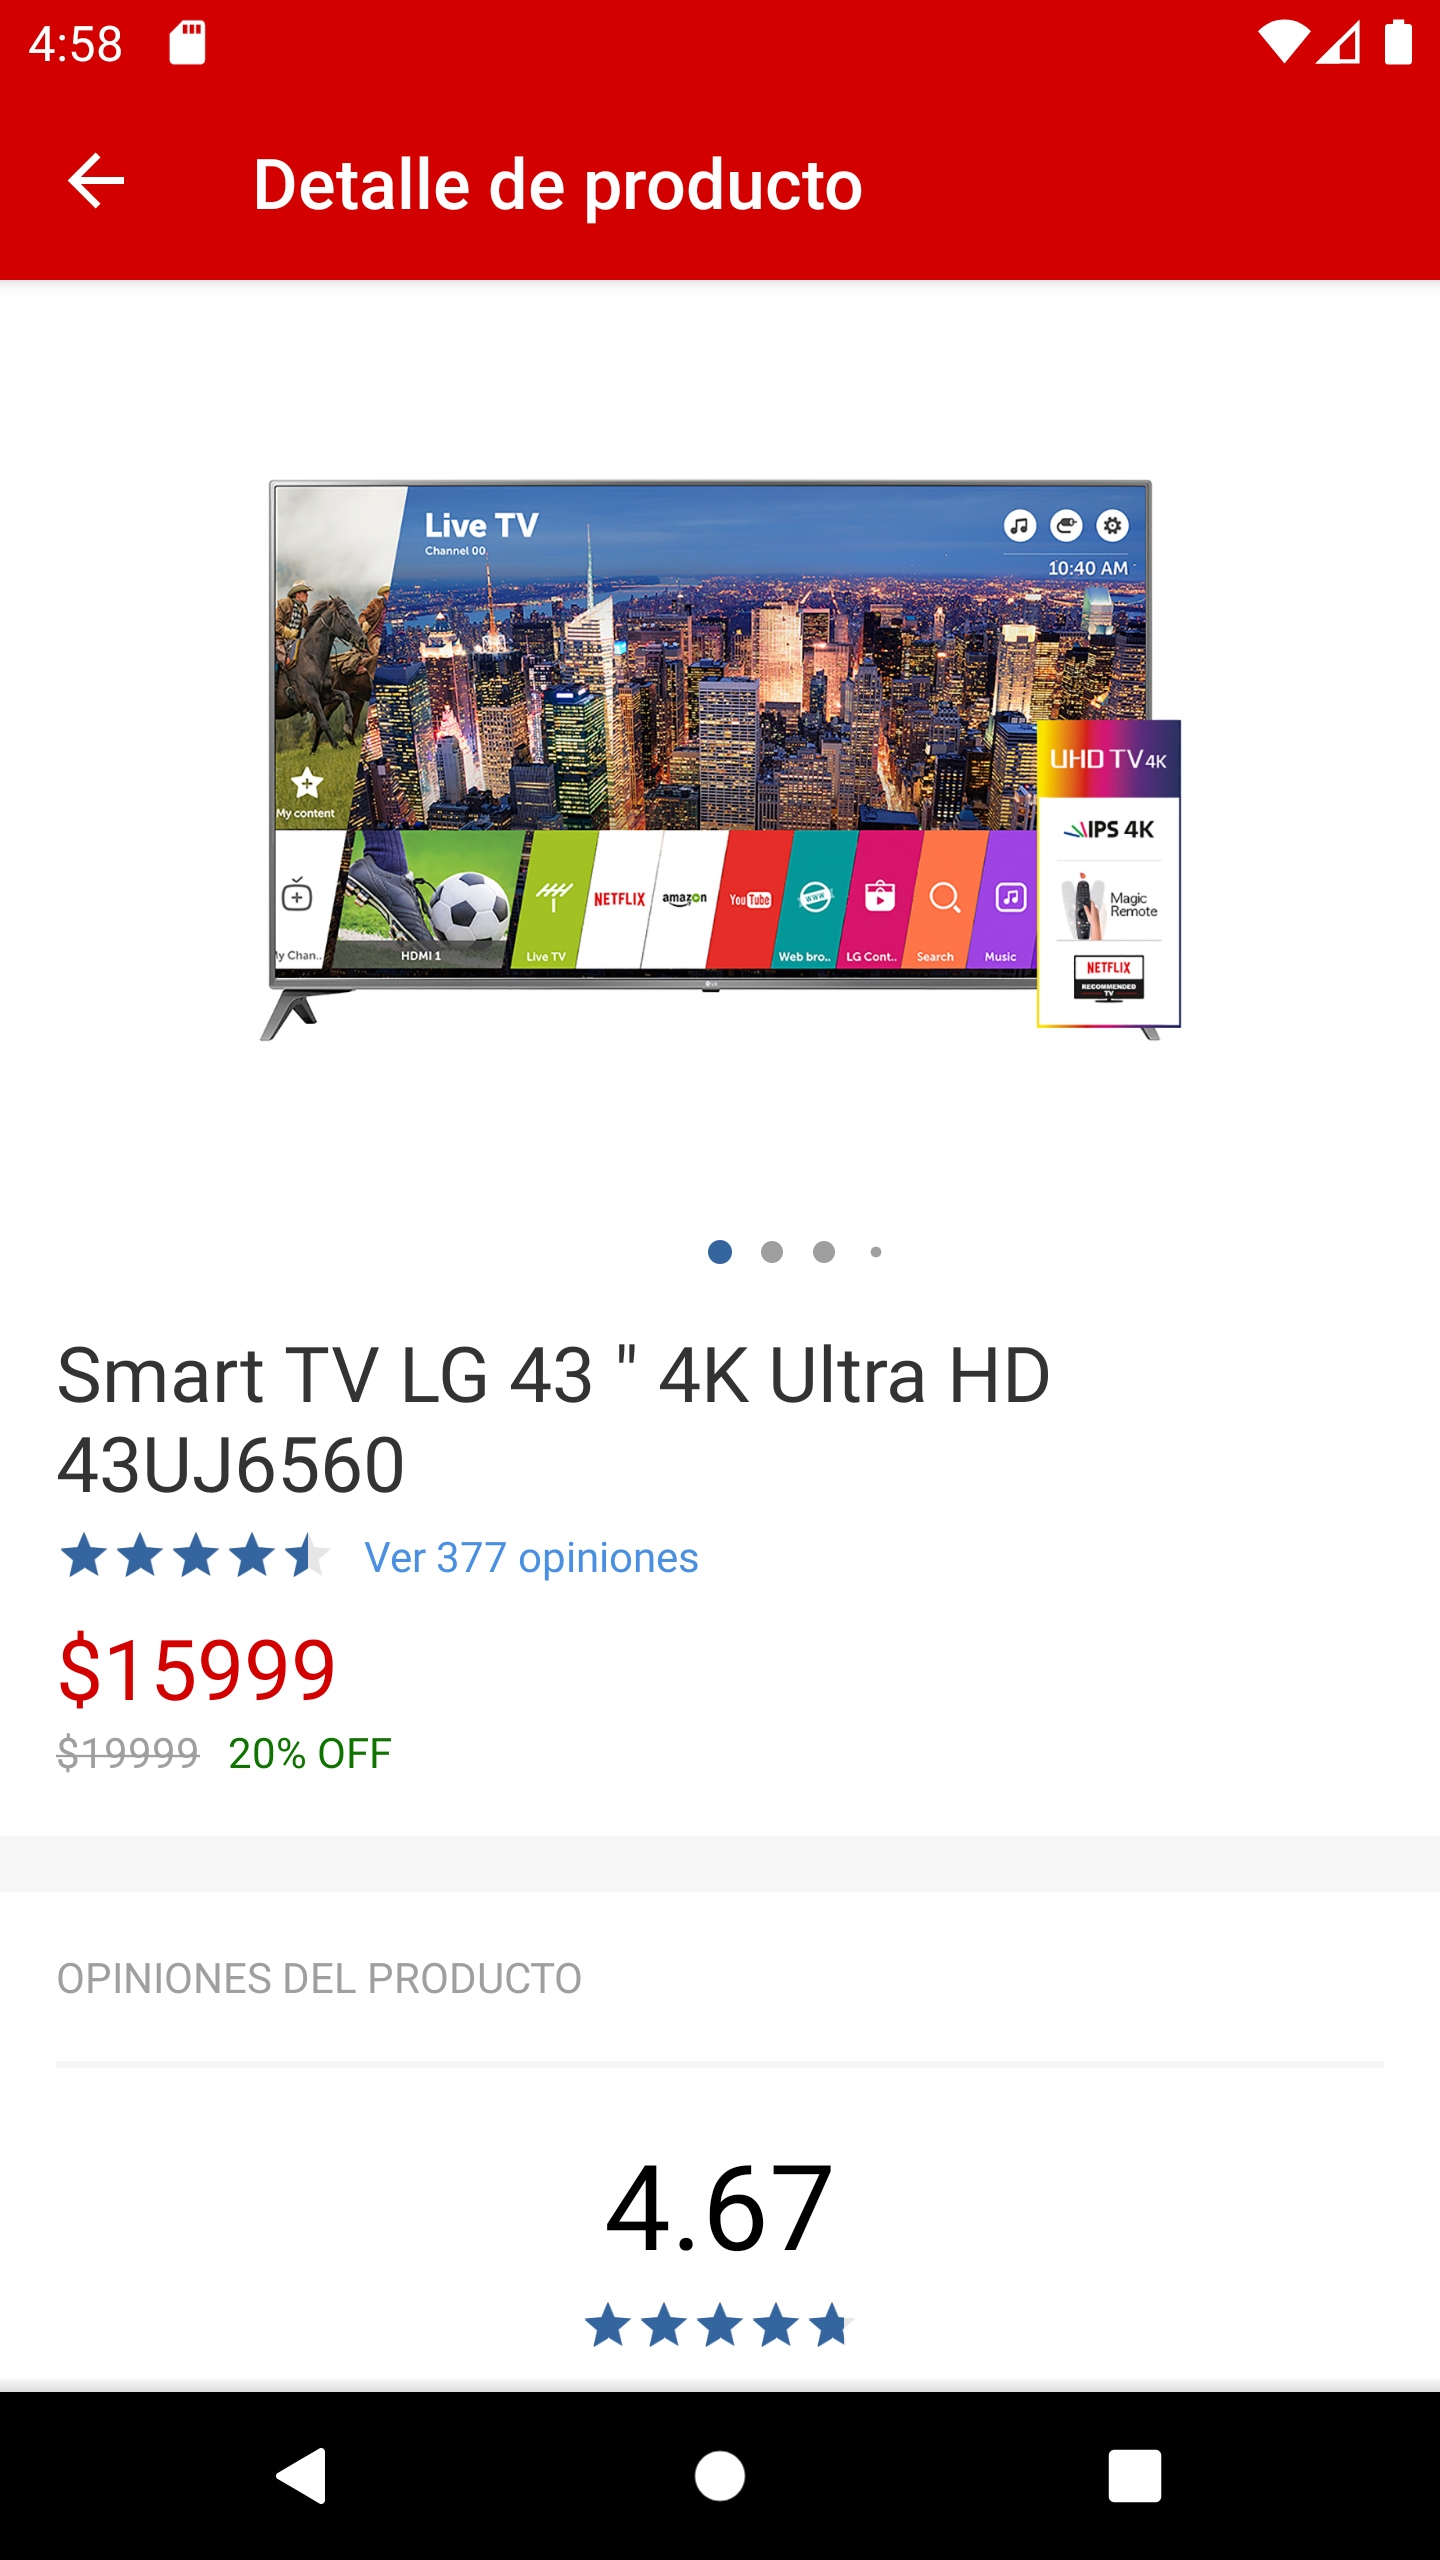 4:58
Detalle de producto
Live TV
Channel 00
10:40 AM
My content
UHD TV 4K
IPS 4K
Magic
Remote
NETFLIX
RECOMMENDED
TV
y Chan..
HDMI 1
Live TV
NETFLIX
amazon
YouTube
www
Web bro..
LG Cont..
Search
Music
LG
Smart TV LG 43 " 4K Ultra HD
43UJ6560
Ver 377 opiniones
$15999
$19999 20% OFF
OPINIONES DEL PRODUCTO
4.67